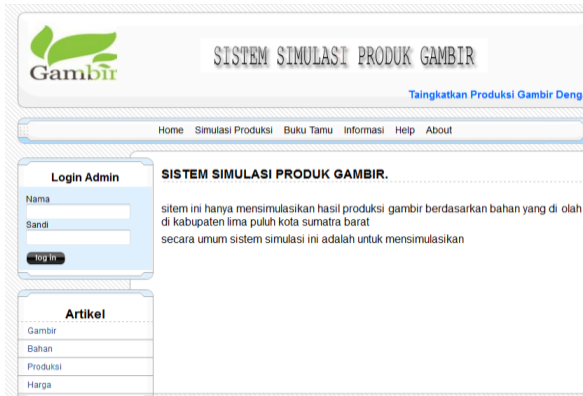 Gambir
SISTEM SIMULASI PRODUK GAMBIR
Taingkatkan Produksi Gambir Deng
Home Simulasi Produksi Buku Tamu Informasi Help About
Login Admin
Nama
Sandi
log in
SISTEM SIMULASI PRODUK GAMBIR.
sitem ini hanya mensimulasikan hasil produksi gambir berdasarkan bahan yang di olah
di kabupaten lima puluh kota sumatra barat
secara umum sistem simulasi ini adalah untuk mensimulasikan
Artikel
Gambir
Bahan
Produksi
Harga